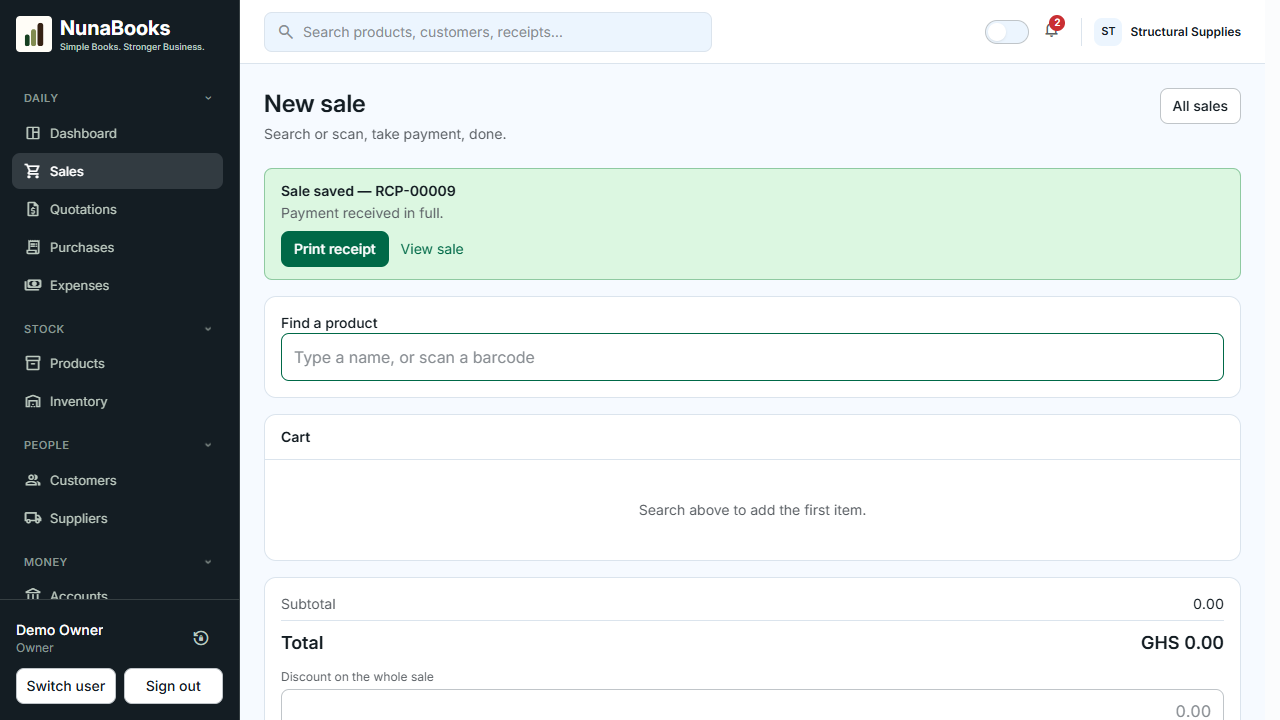 NunaBooks
Simple Books. Stronger Business.
DAILY
Dashboard
Sales
Quotations
Purchases
Expenses
STOCK
Products
Inventory
PEOPLE
Customers
Suppliers
MONEY
Accounts
Demo Owner
Owner
Switch user
Sign out
Search products, customers, receipts...
2
ST
Structural Supplies
New sale
All sales
Search or scan, take payment, done.
Sale saved — RCP-00009
Payment received in full.
Print receipt
View sale
Find a product
Type a name, or scan a barcode
Cart
Search above to add the first item.
Subtotal 0.00
Total GHS 0.00
Discount on the whole sale
0.00